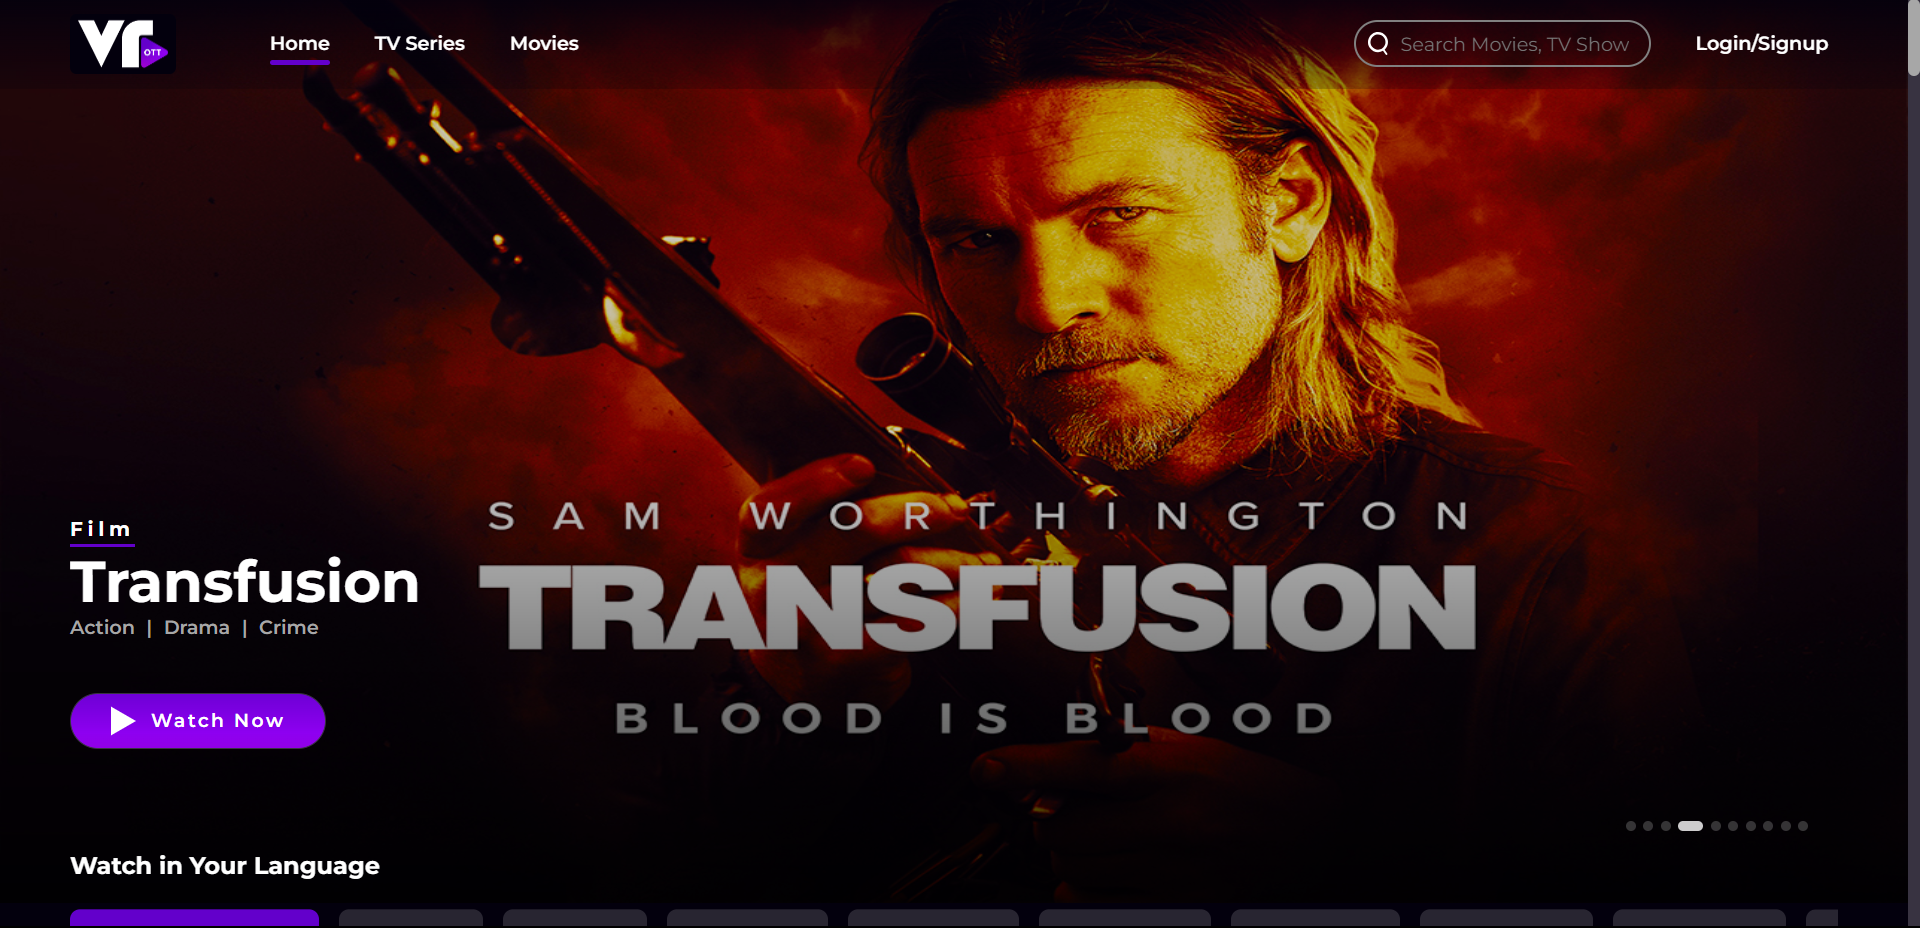 vr OTT
Home
TV Series
Movies
Search Movies, TV Show
Login/Signup
SAM WORTHINGTON
TRANSFUSION
BLOOD IS BLOOD
Film
Transfusion
Action | Drama | Crime
Watch Now
Watch in Your Language